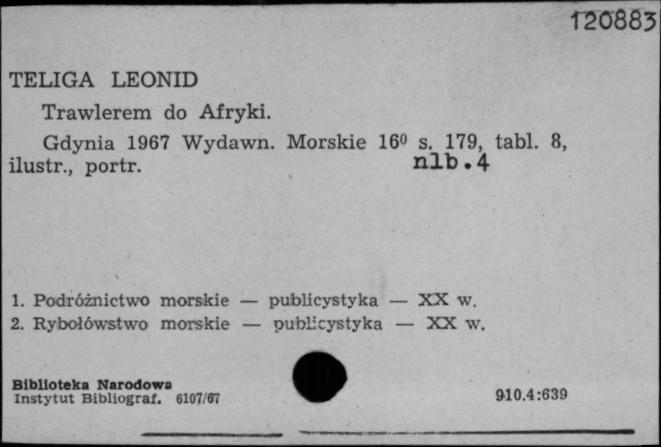 120883
TELIGA LEONID
Trawlerem do Afryki.
Gdynia 1967 Wydawn. Morskie 16⁰ s. 179, tabl. 8,
ilustr., portr. nlb.4
1. Podróżnictwo morskie — publicystyka — XX w.
2. Rybołówstwo morskie — publicystyka — XX w.
Biblioteka Narodowa
Instytut Bibliograf. 6107/67
910.4:639